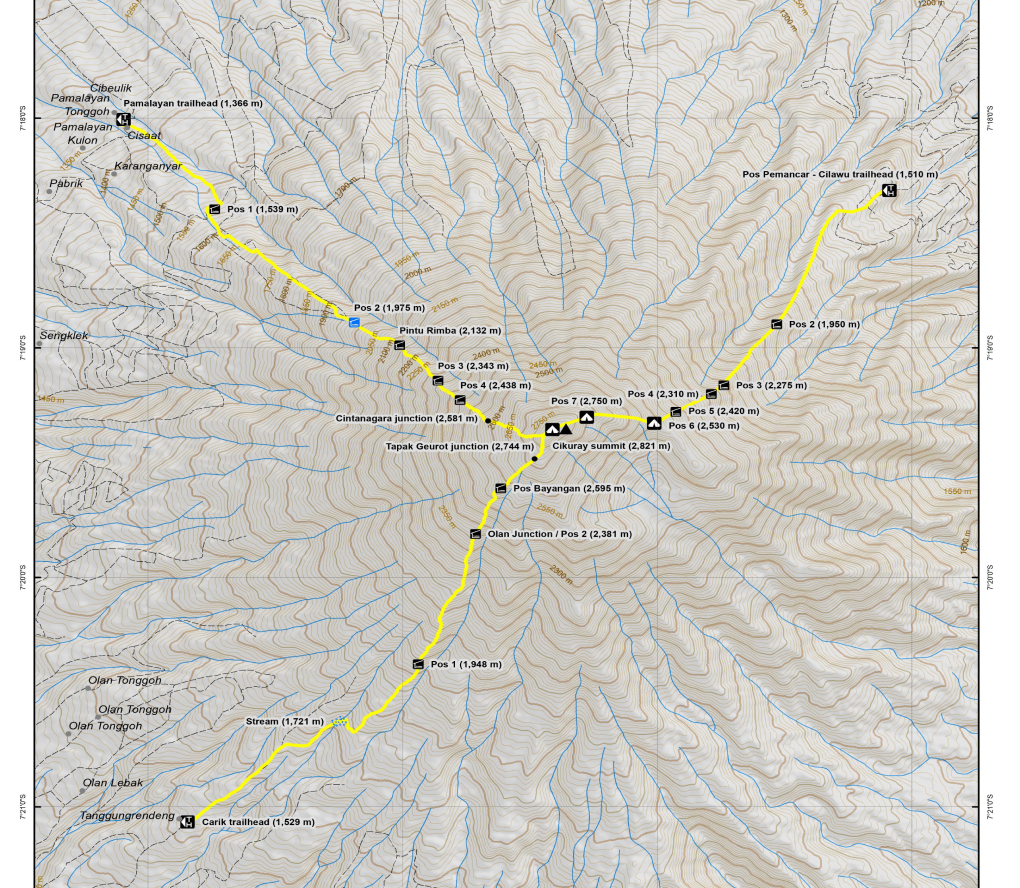 1200 m
Cibeulik
Pamalayan
Tonggoh
Pamalayan trailhead (1,366 m)
Pamalayan
Kulon
Cisaat
7°18'0"S
7°18'0"S
Karanganyar
Pabrik
Pos Pemancar - Cilawu trailhead (1,510 m)
Pos 1 (1,539 m)
1600 m
1950 m
2000 m
2150 m
Pos 2 (1,975 m)
Pos 2 (1,950 m)
Pintu Rimba (2,132 m)
Sengklek
7°19'0"S
7°19'0"S
2400 m
2450 m
2500 m
Pos 3 (2,343 m)
Pos 4 (2,438 m)
Pos 3 (2,275 m)
Pos 4 (2,310 m)
1450 m
Pos 7 (2,750 m)
Pos 5 (2,420 m)
Cintanagara junction (2,581 m)
Pos 6 (2,530 m)
Tapak Geurot junction (2,744 m)
Cikuray summit (2,821 m)
Pos Bayangan (2,595 m)
1550 m
2550 m
2550 m
Olan Junction / Pos 2 (2,381 m)
1600 m
2300 m
7°20'0"S
7°20'0"S
Pos 1 (1,948 m)
Olan Tonggoh
Olan Tonggoh
Stream (1,721 m)
Olan Tonggoh
Olan Lebak
7°21'0"S
7°21'0"S
Tanggungrendeng
Carik trailhead (1,529 m)